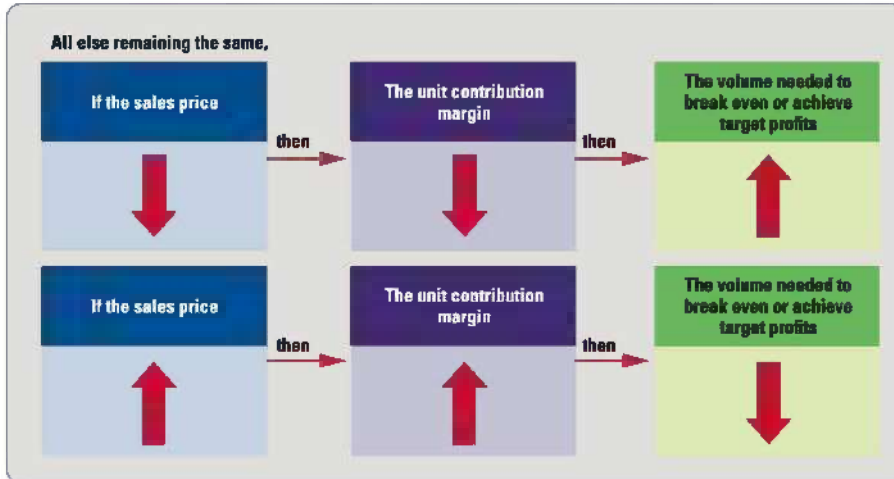 All else remaining the same,
If the sales price
then
The unit contribution
margin
then
The volume needed to
break even or achieve
target profits
If the sales price
then
The unit contribution
margin
then
The volume needed to
break even or achieve
target profits